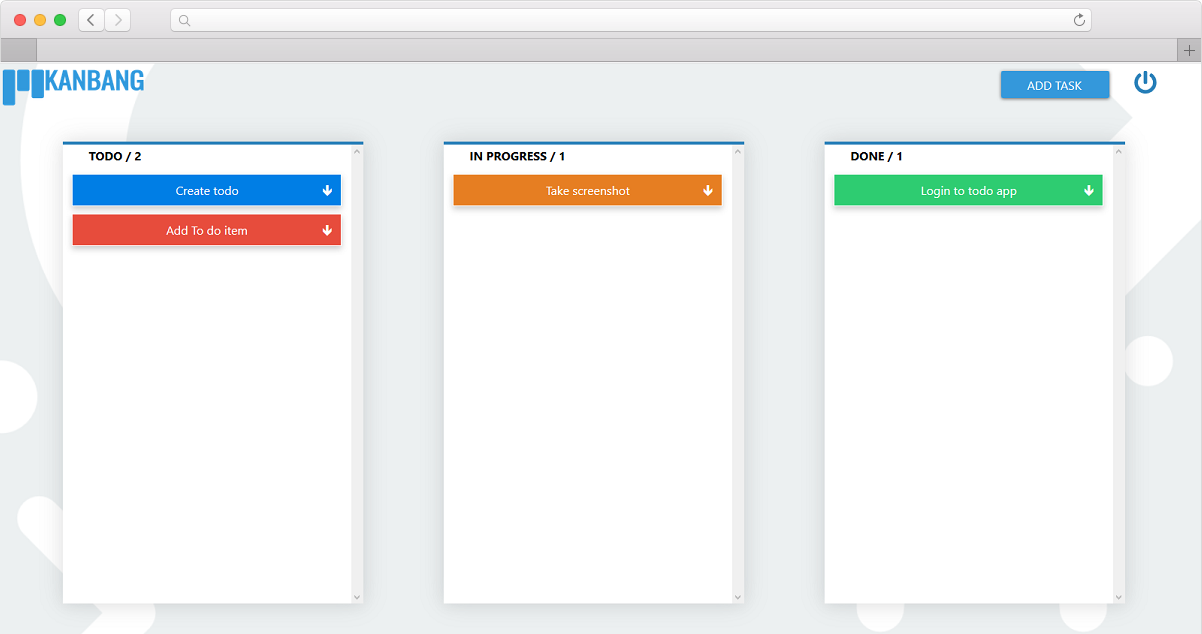 KANBANG
ADD TASK
TODO / 2
Create todo
Add To do item
IN PROGRESS / 1
Take screenshot
DONE / 1
Login to todo app